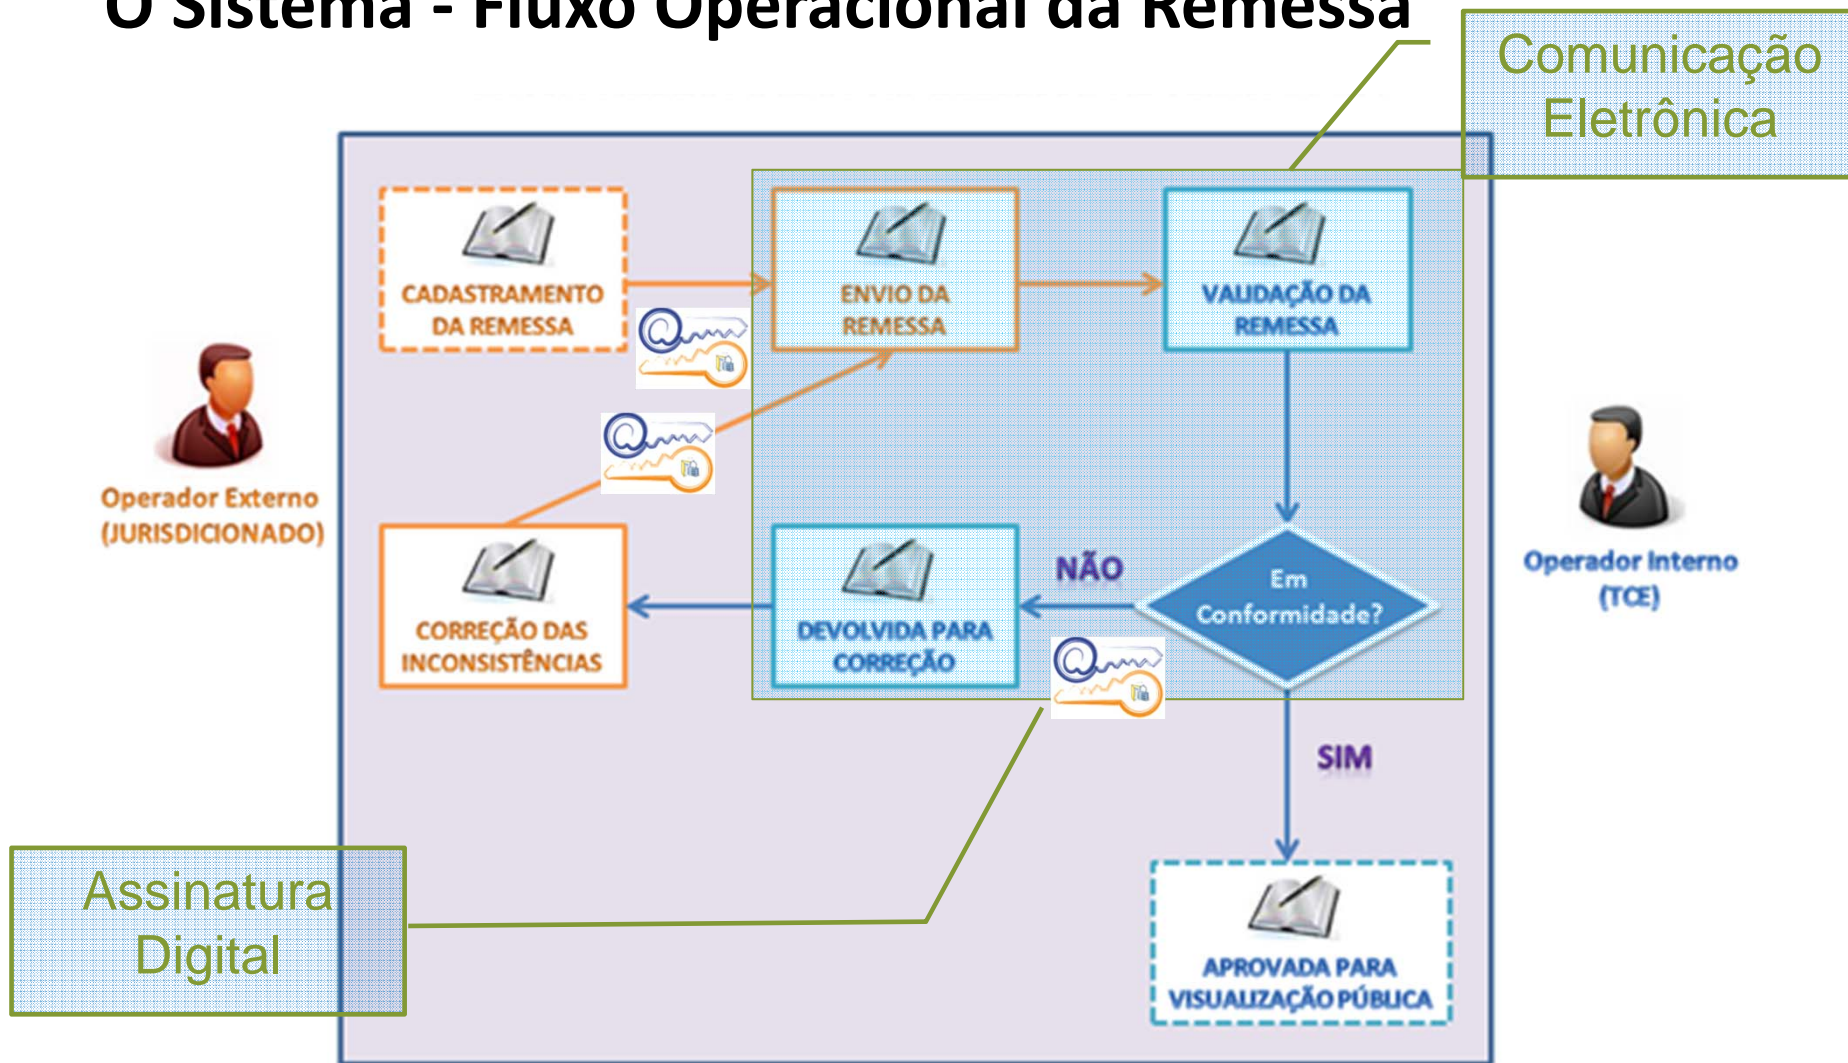 O Sistema - Fluxo Operacional da Remessa
Comunicação
Eletrônica
CADASTRAMENTO
DA REMESSA
ENVIO DA
REMESSA
VALIDAÇÃO DA
REMESSA
Operador Externo
(JURISDICIONADO)
Operador Interno
(TCE)
CORREÇÃO DAS
INCONSISTÊNCIAS
DEVOLVIDA PARA
CORREÇÃO
NÃO
Em
Conformidade?
SIM
Assinatura
Digital
APROVADA PARA
VISUALIZAÇÃO PÚBLICA